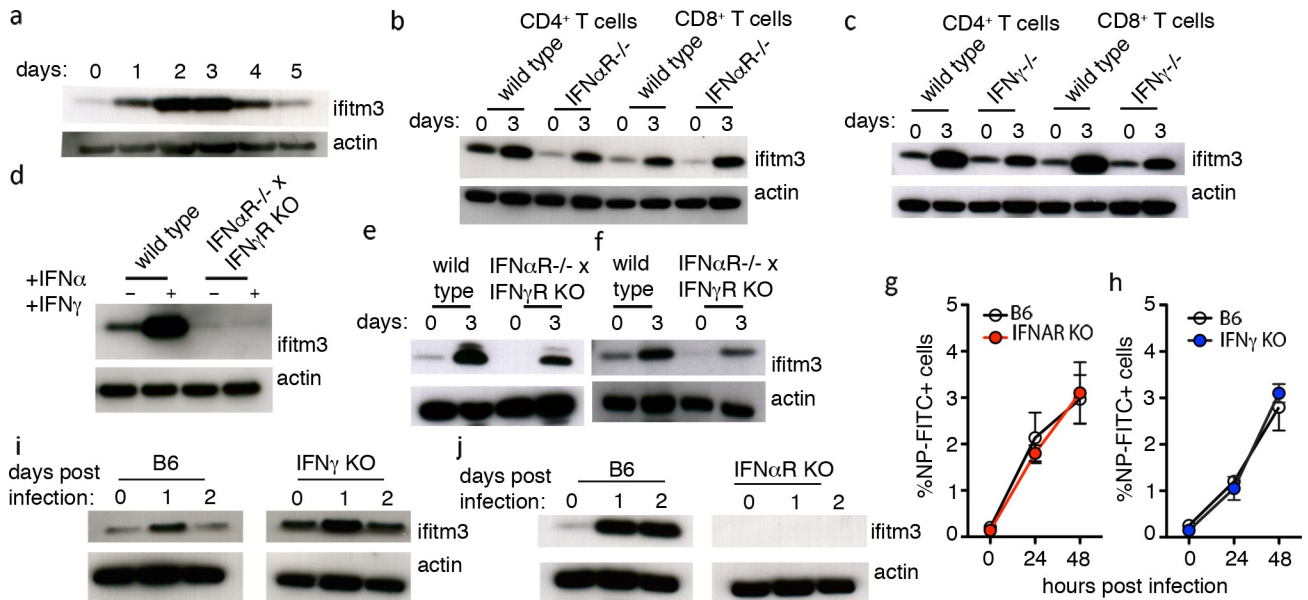 a
days: 0 1 2 3 4 5
ifitm3
actin
b
CD4+ T cells CD8+ T cells
wild type IFNαR-/- wild type IFNαR-/-
days: 0 3 0 3 0 3 0 3
ifitm3
actin
c
CD4+ T cells CD8+ T cells
wild type IFNγ-/- wild type IFNγ-/-
days: 0 3 0 3 0 3 0 3
ifitm3
actin
d
wild type IFNαR-/- x
IFNγR KO
+IFNα
+IFNγ − + − +
ifitm3
actin
e
wild IFNαR-/- x
type IFNγR KO
days: 0 3 0 3
f
wild IFNαR-/- x
type IFNγR KO
0 3 0 3
ifitm3
actin
g
%NP-FITC+ cells
5
4
3
2
1
0
B6
IFNAR KO
0 24 48
h
%NP-FITC+ cells
5
4
3
2
1
0
B6
IFNγ KO
0 24 48
hours post infection
i
days post B6 IFNγ KO
infection: 0 1 2 0 1 2
ifitm3
actin
j
days post B6 IFNαR KO
infection: 0 1 2 0 1 2
ifitm3
actin